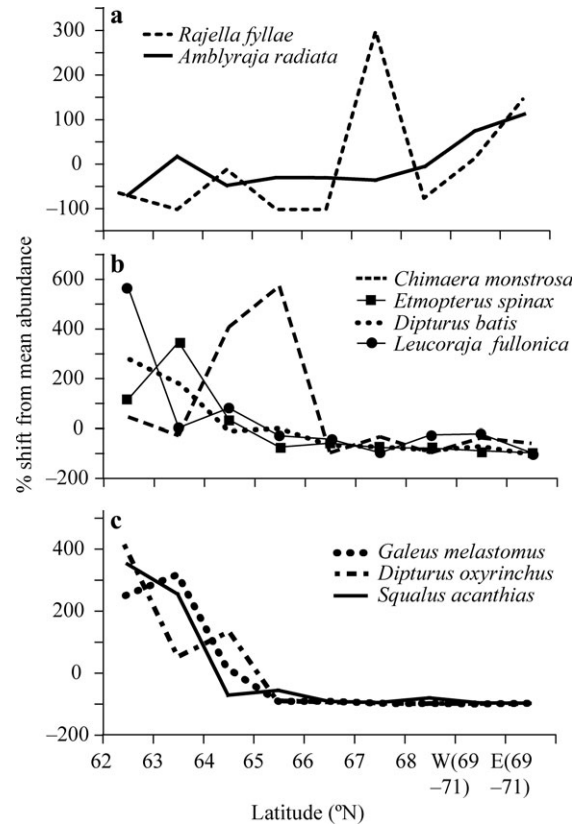 a
300
200
100
0
–100
Rajella fyllae
Amblyraja radiata
b
600
400
200
0
–200
Chimaera monstrosa
Etmopterus spinax
Dipturus batis
Leucoraja fullonica
% shift from mean abundance
c
400
200
0
–200
Galeus melastomus
Dipturus oxyrinchus
Squalus acanthias
62 63 64 65 66 67 68 W(69 E(69
–71) –71)
Latitude (ºN)